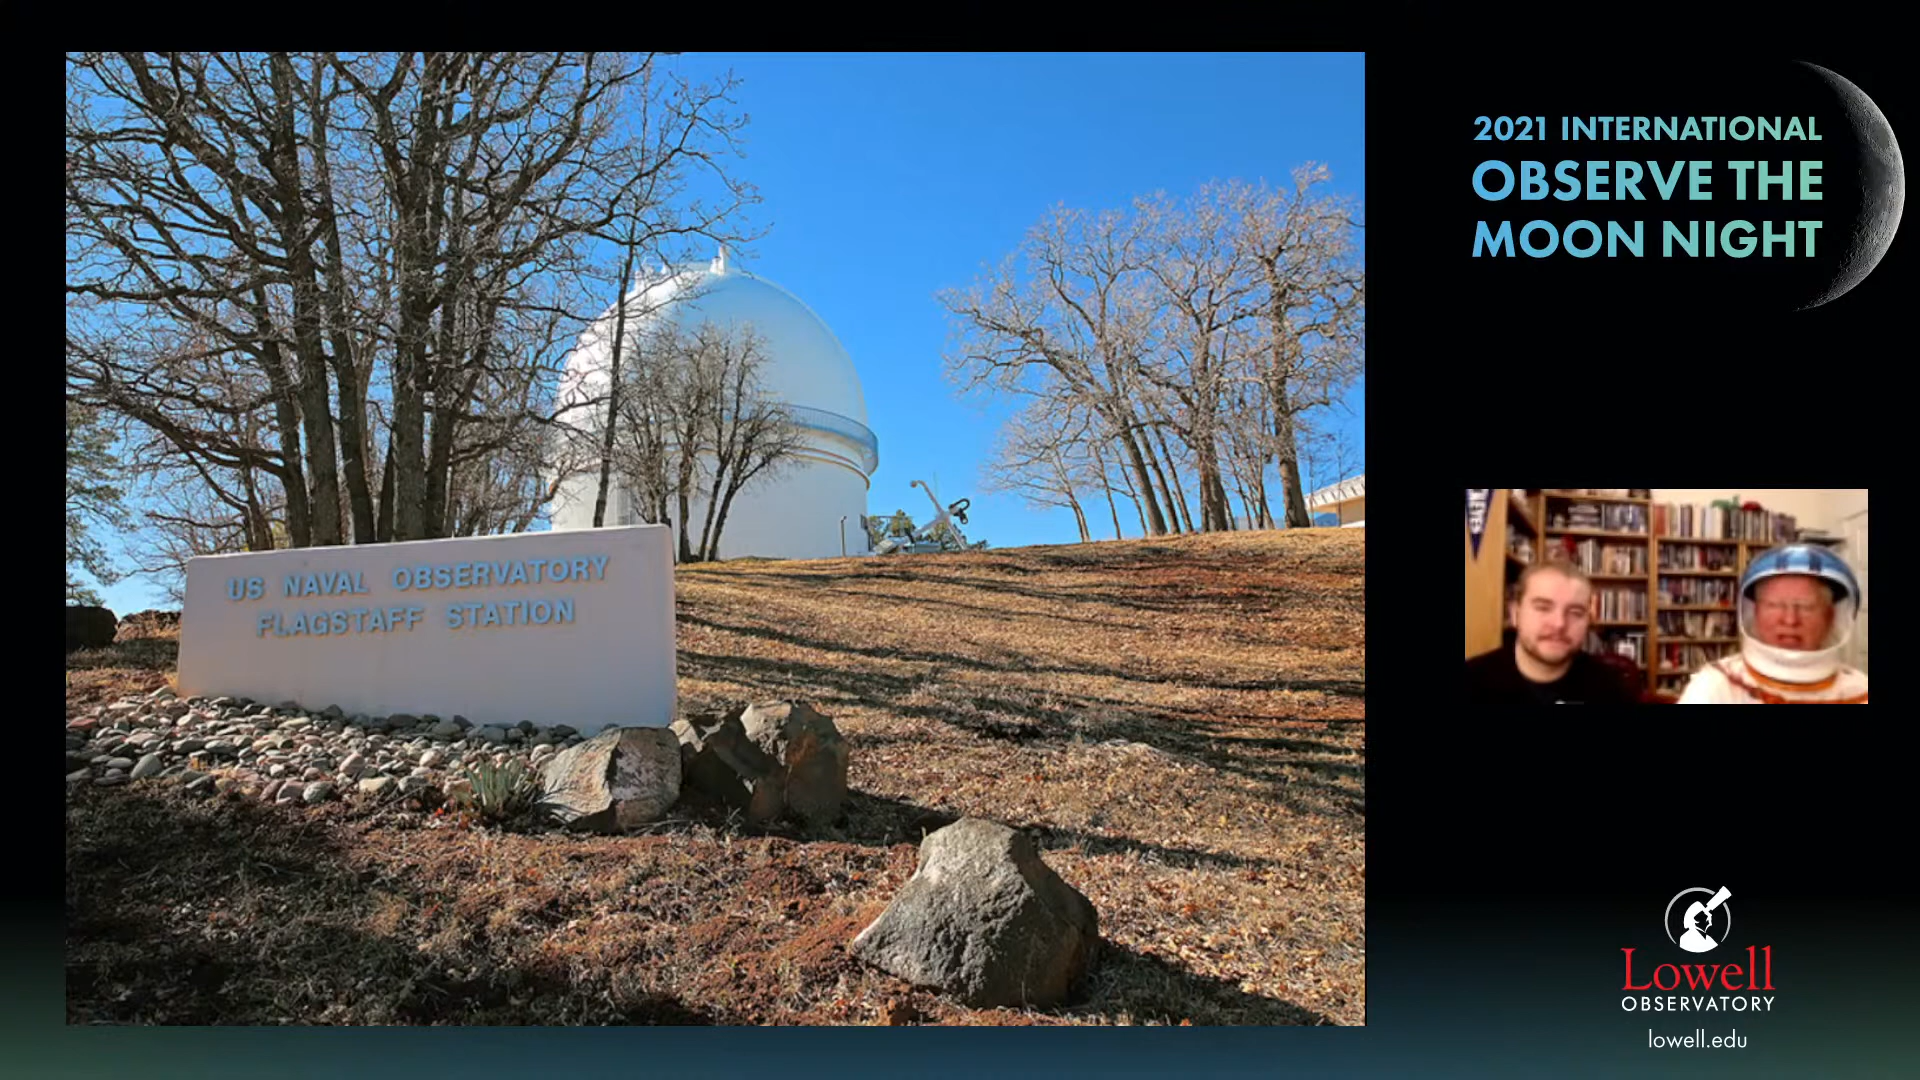 US NAVAL OBSERVATORY
FLAGSTAFF STATION
2021 INTERNATIONAL
OBSERVE THE
MOON NIGHT
Lowell
OBSERVATORY
lowell.edu